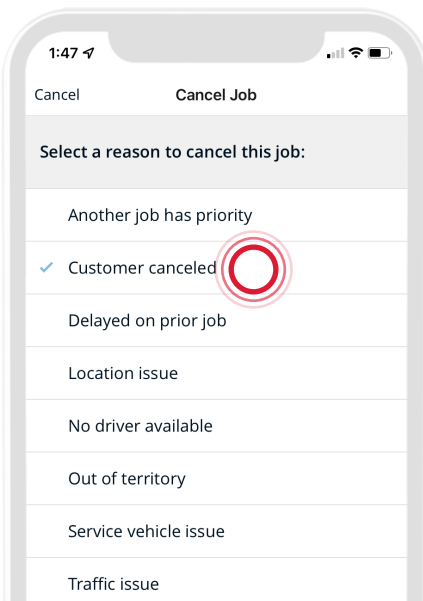 1:47
Cancel Cancel Job
Select a reason to cancel this job:
Another job has priority
Customer canceled
Delayed on prior job
Location issue
No driver available
Out of territory
Service vehicle issue
Traffic issue